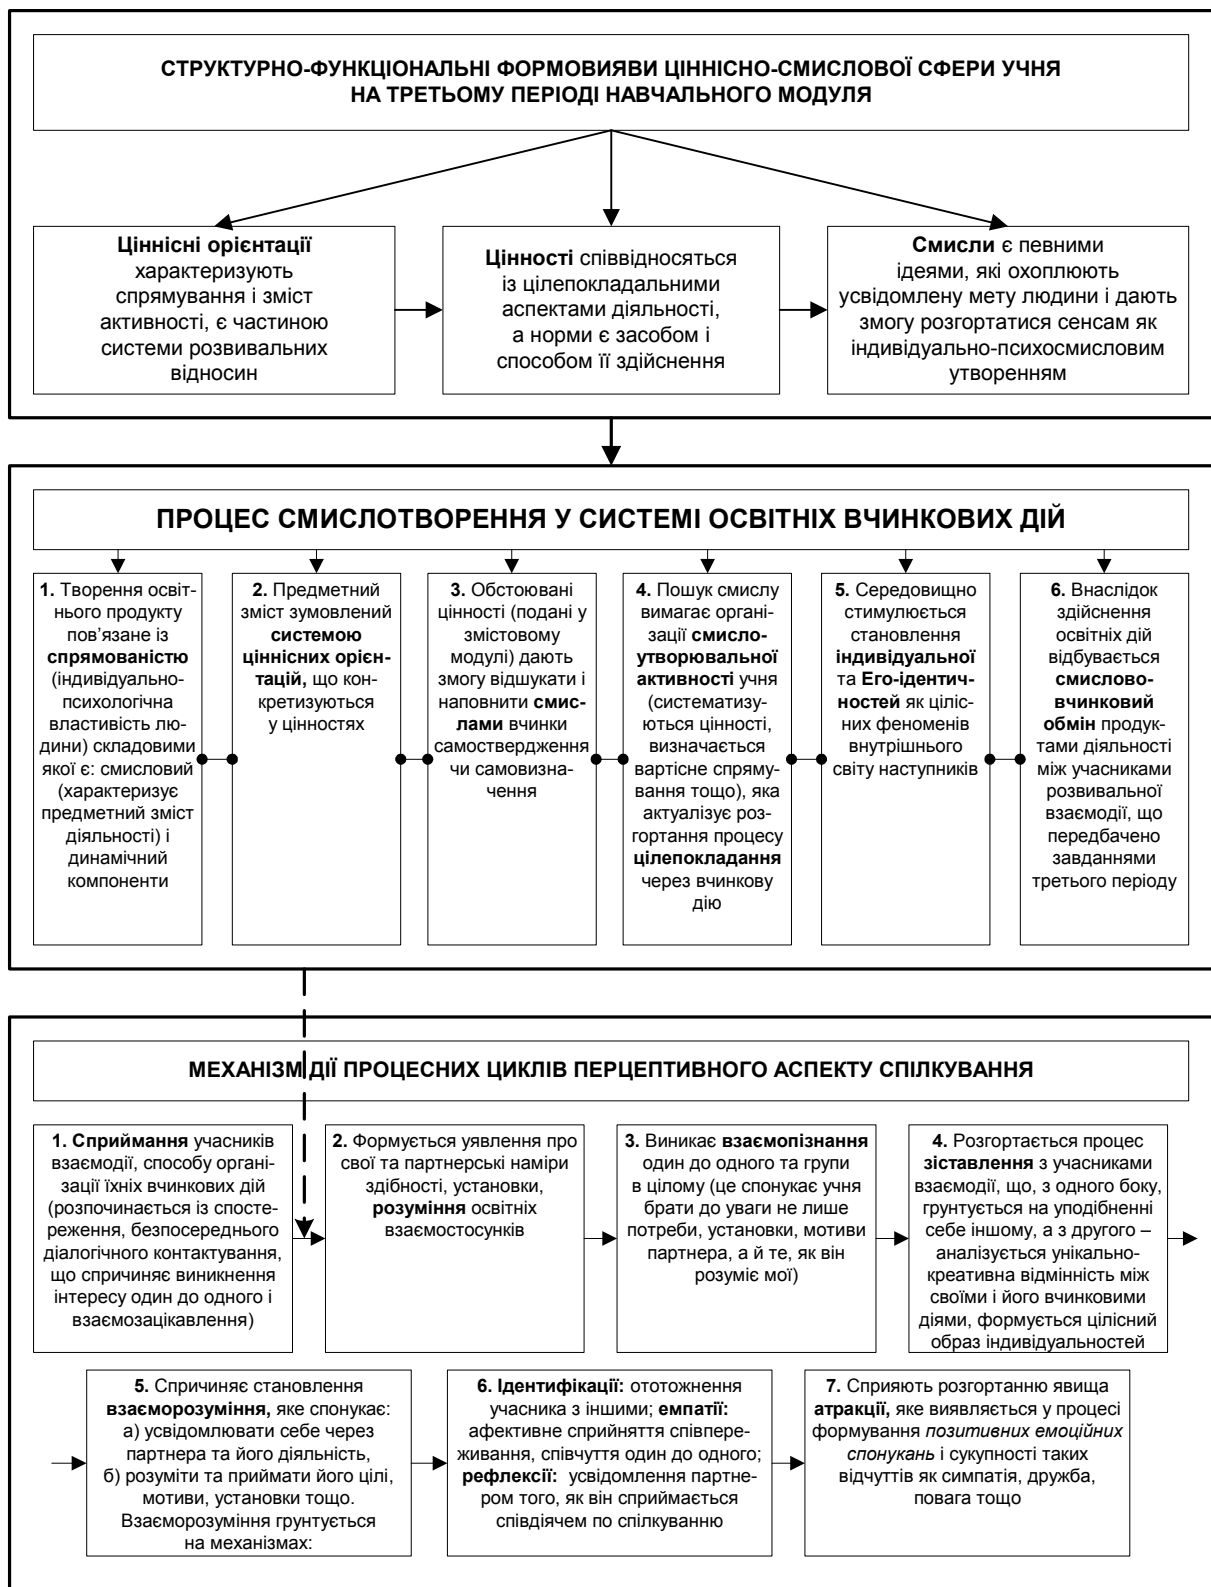 СТРУКТУРНО-ФУНКЦІОНАЛЬНІ ФОРМОВИЯВИ ЦІННІСНО-СМИСЛОВОЇ СФЕРИ УЧНЯ
НА ТРЕТЬОМУ ПЕРІОДІ НАВЧАЛЬНОГО МОДУЛЯ
Ціннісні орієнтації
характеризують
спрямування і зміст
активності, є частиною
системи розвивальних
відносин
Цінності співвідносяться
із цілепокладальними
аспектами діяльності,
а норми є засобом і
способом її здійснення
Смисли є певними
ідеями, які охоплюють
усвідомлену мету людини і дають
змогу розгортатися сенсам як
індивідуально-психосмисловим
утворенням
ПРОЦЕС СМИСЛОТВОРЕННЯ У СИСТЕМІ ОСВІТНІХ ВЧИНКОВИХ ДІЙ
1. Творення освіт-
нього продукту
пов’язане із
спрямованістю
(індивідуально-
психологічна
властивість лю-
дини) складовими
якої є: смисловий
(характеризує
предметний зміст
діяльності) і
динамічний
компоненти
2. Предметний
зміст зумовлений
системою
ціннісних орієн-
тацій, що кон-
кретизуються
у цінностях
3. Обстоювані
цінності (подані у
змістовому
модулі) дають
змогу відшукати і
наповнити смис-
лами вчинки
самоствердження
чи самовизна-
чення
4. Пошук смислу
вимагає органі-
зації смисло-
утворювальної
активності учня
(систематизу-
ються цінності,
визначається
вартісне спряму-
вання тощо), яка
актуалізує роз-
гортання процесу
цілепокладання
через вчинкову
дію
5. Середовищно
стимулюється
становлення
індивідуальної
та Его-ідентич-
ностей як цілі-
сних феноменів
внутрішнього
світу наступників
6. Внаслідок
здійснення
освітніх дій
відбувається
смислово-
вчинковий
обмін продук-
тами діяльності
між учасниками
розвивальної
взаємодії, що
передбачено
завданнями
третього періоду
МЕХАНІЗМ ДІЇ ПРОЦЕСНИХ ЦИКЛІВ ПЕРЦЕПТИВНОГО АСПЕКТУ СПІЛКУВАННЯ
1. Сприймання учасників
взаємодії, способу органі-
зації їхніх вчинкових дій
(розпочинається із спосте-
реження, безпосереднього
діалогічного контактування,
що спричиняє виникнення
інтересу один до одного і
взаємозацікавлення)
2. Формується уявлення про
свої та партнерські наміри
здібності, установки,
розуміння освітніх
взаємостосунків
3. Виникає взаємопізнання
один до одного та групи
в цілому (це спонукає учня
брати до уваги не лише
потреби, установки, мотиви
партнера, а й те, як він
розуміє мої)
4. Розгортається процес
зіставлення з учасниками
взаємодії, що, з одного боку,
грунтується на уподібненні
себе іншому, а з другого –
аналізується унікально-
креативна відмінність між
своїми і його вчинковими
діями, формується цілісний
образ індивідуальностей
5. Спричиняє становлення
взаєморозуміння, яке спонукає:
а) усвідомлювати себе через
партнера та його діяльність,
б) розуміти та приймати його цілі,
мотиви, установки тощо.
Взаєморозуміння грунтується
на механізмах:
6. Ідентифікації: ототожнення
учасника з іншими; емпатії:
афективне сприйняття співпере-
живання, співчуття один до одного;
рефлексії: усвідомлення партне-
ром того, як він сприймається
співдіячем по спілкуванню
7. Сприяють розгортанню явища
атракції, яке виявляється у процесі
формування позитивних емоційних
спонукань і сукупності таких
відчуттів як симпатія, дружба,
повага тощо